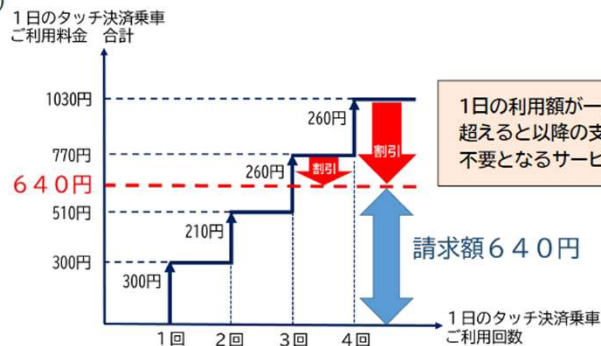 1日のタッチ決済乗車
ご利用料金 合計
1030円
770円
640円
510円
300円
260円
260円
210円
300円
割引
割引
1日の利用額が一
超えると以降の支
不要となるサービ
請求額640円
1回
2回
3回
4回
1日のタッチ決済乗車
ご利用回数